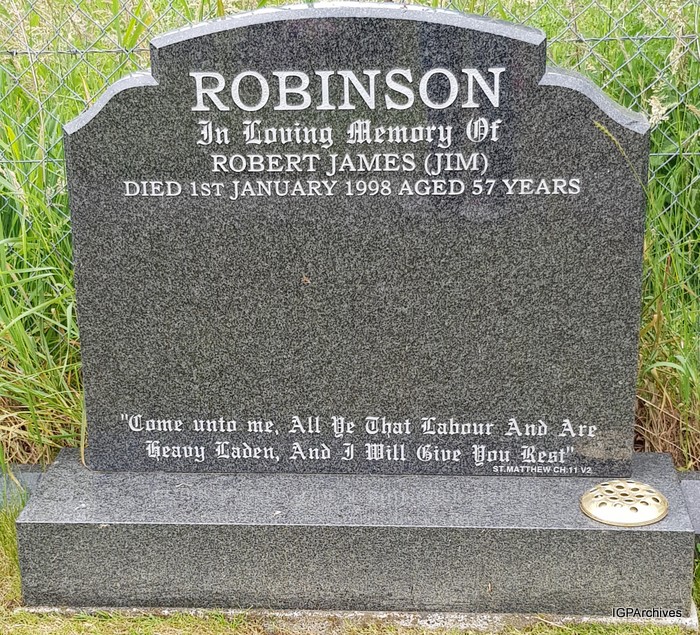 ROBINSON
In Loving Memory Of
ROBERT JAMES (JIM)
DIED 1ST JANUARY 1998 AGED 57 YEARS
"Come unto me, All Ye That Labour And Are
Heavy Laden, And I Will Give You Rest"
ST.MATTHEW CH.11 V2
IGPArchives